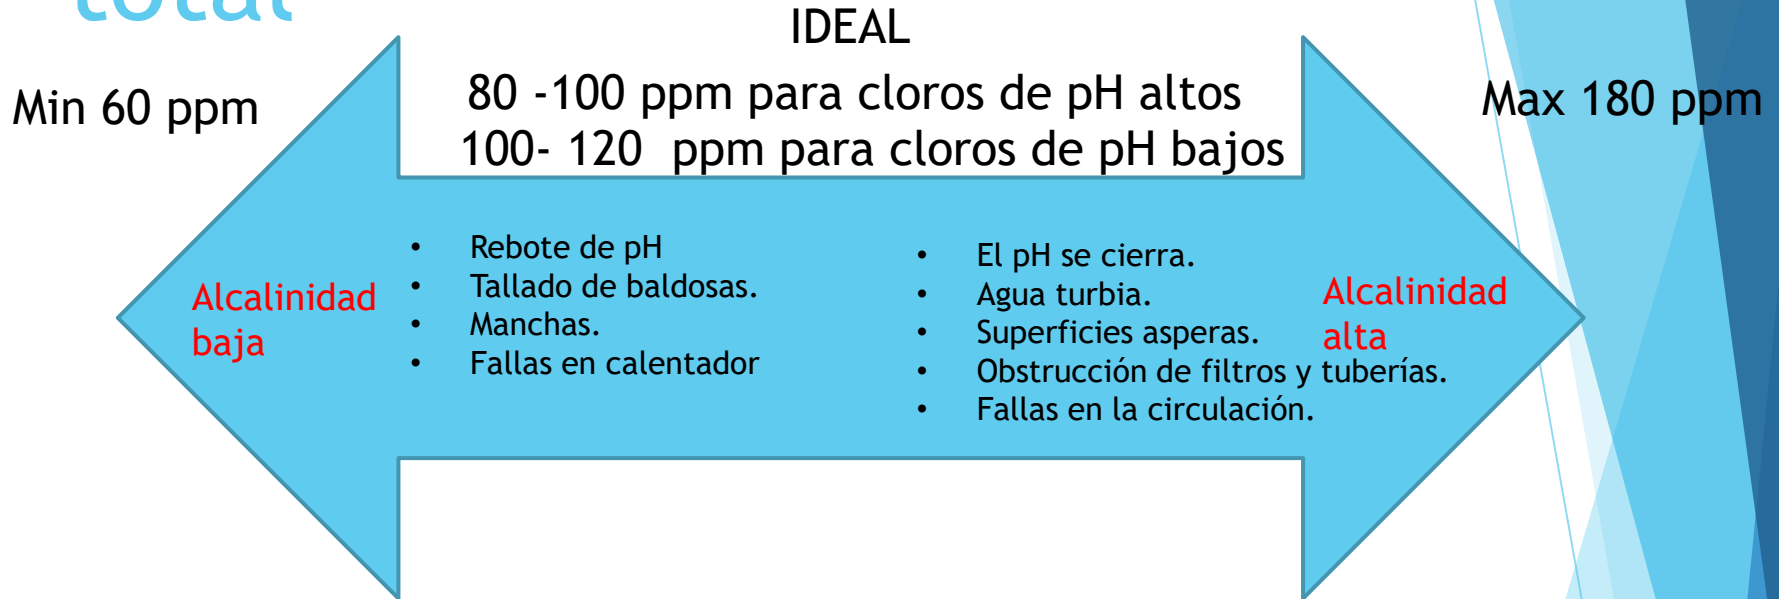 total
IDEAL
Min 60 ppm
80 -100 ppm para cloros de pH altos
100- 120 ppm para cloros de pH bajos
Max 180 ppm
Alcalinidad
baja
• Rebote de pH
• Tallado de baldosas.
• Manchas.
• Fallas en calentador
• El pH se cierra.
• Agua turbia.
• Superficies asperas.
• Obstrucción de filtros y tuberías.
• Fallas en la circulación.
Alcalinidad
alta